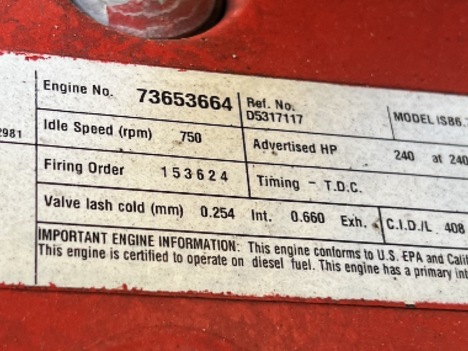 Engine No. 73653664 Ref. No. D5317117 MODEL IS86.
2981 Idle Speed (rpm) 750 Advertised HP 240 at 240
Firing Order 153624 Timing - T.D.C.
Valve lash cold (mm) 0.254 Int. 0.660 Exh. C.I.D./L 408
IMPORTANT ENGINE INFORMATION: This engine conforms to U.S. EPA and Calif
This engine is certified to operate on diesel fuel. This engine has a primary int